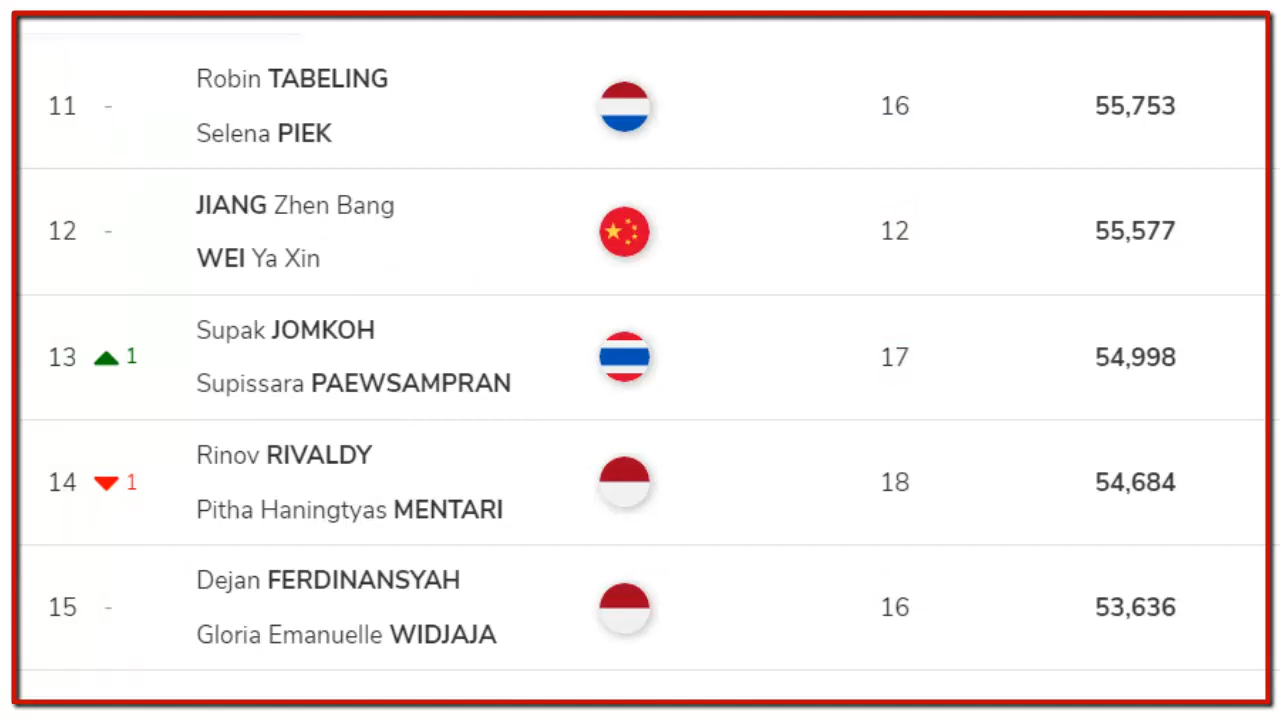 Robin TABELING
11 - 16 55,753
Selena PIEK
JIANG Zhen Bang
12 - 12 55,577
WEI Ya Xin
Supak JOMKOH
13 1 17 54,998
Supissara PAEWSAMPRAN
Rinov RIVALDY
14 1 18 54,684
Pitha Haningtyas MENTARI
Dejan FERDINANSYAH
15 - 16 53,636
Gloria Emanuelle WIDJAJA